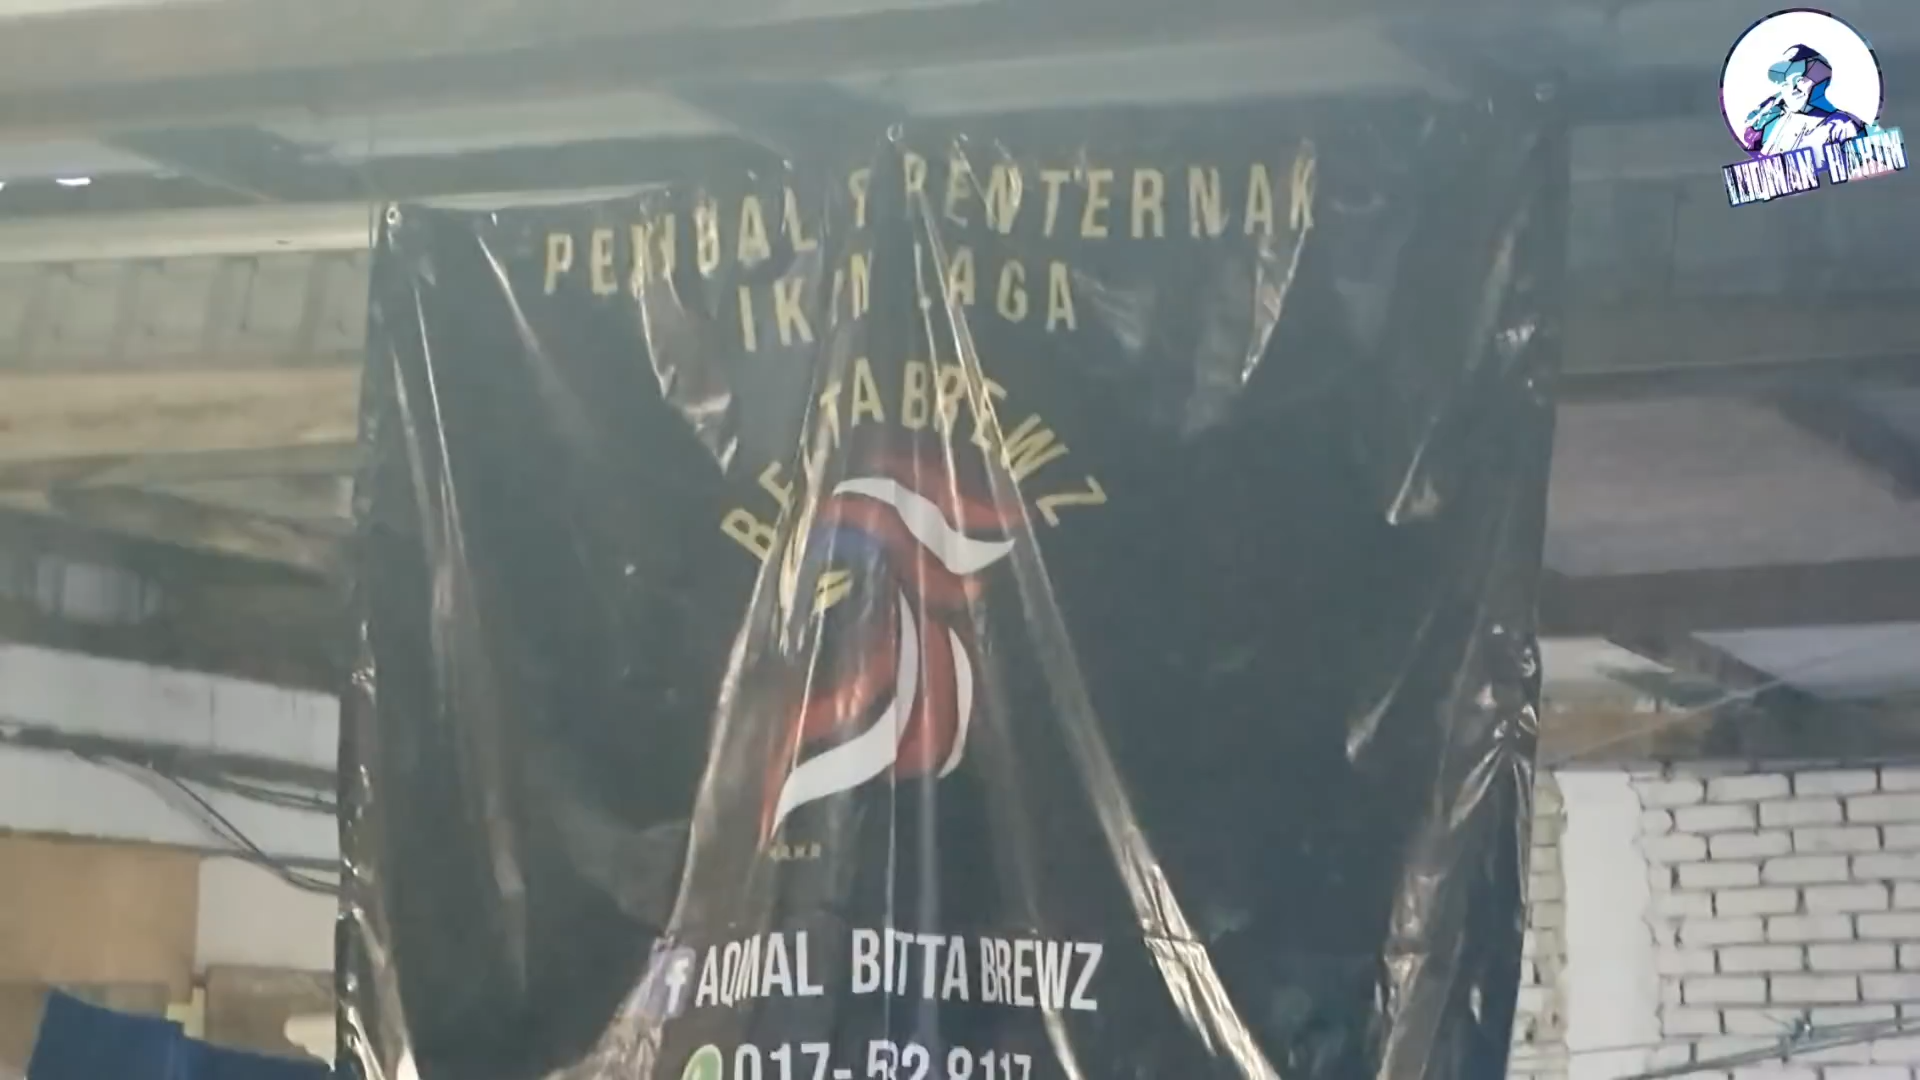 PENTERNAK
IKAN LAGA
BETTA BREWZ
AQMAL BITTA BREWZ
LUQMAN HAKIM